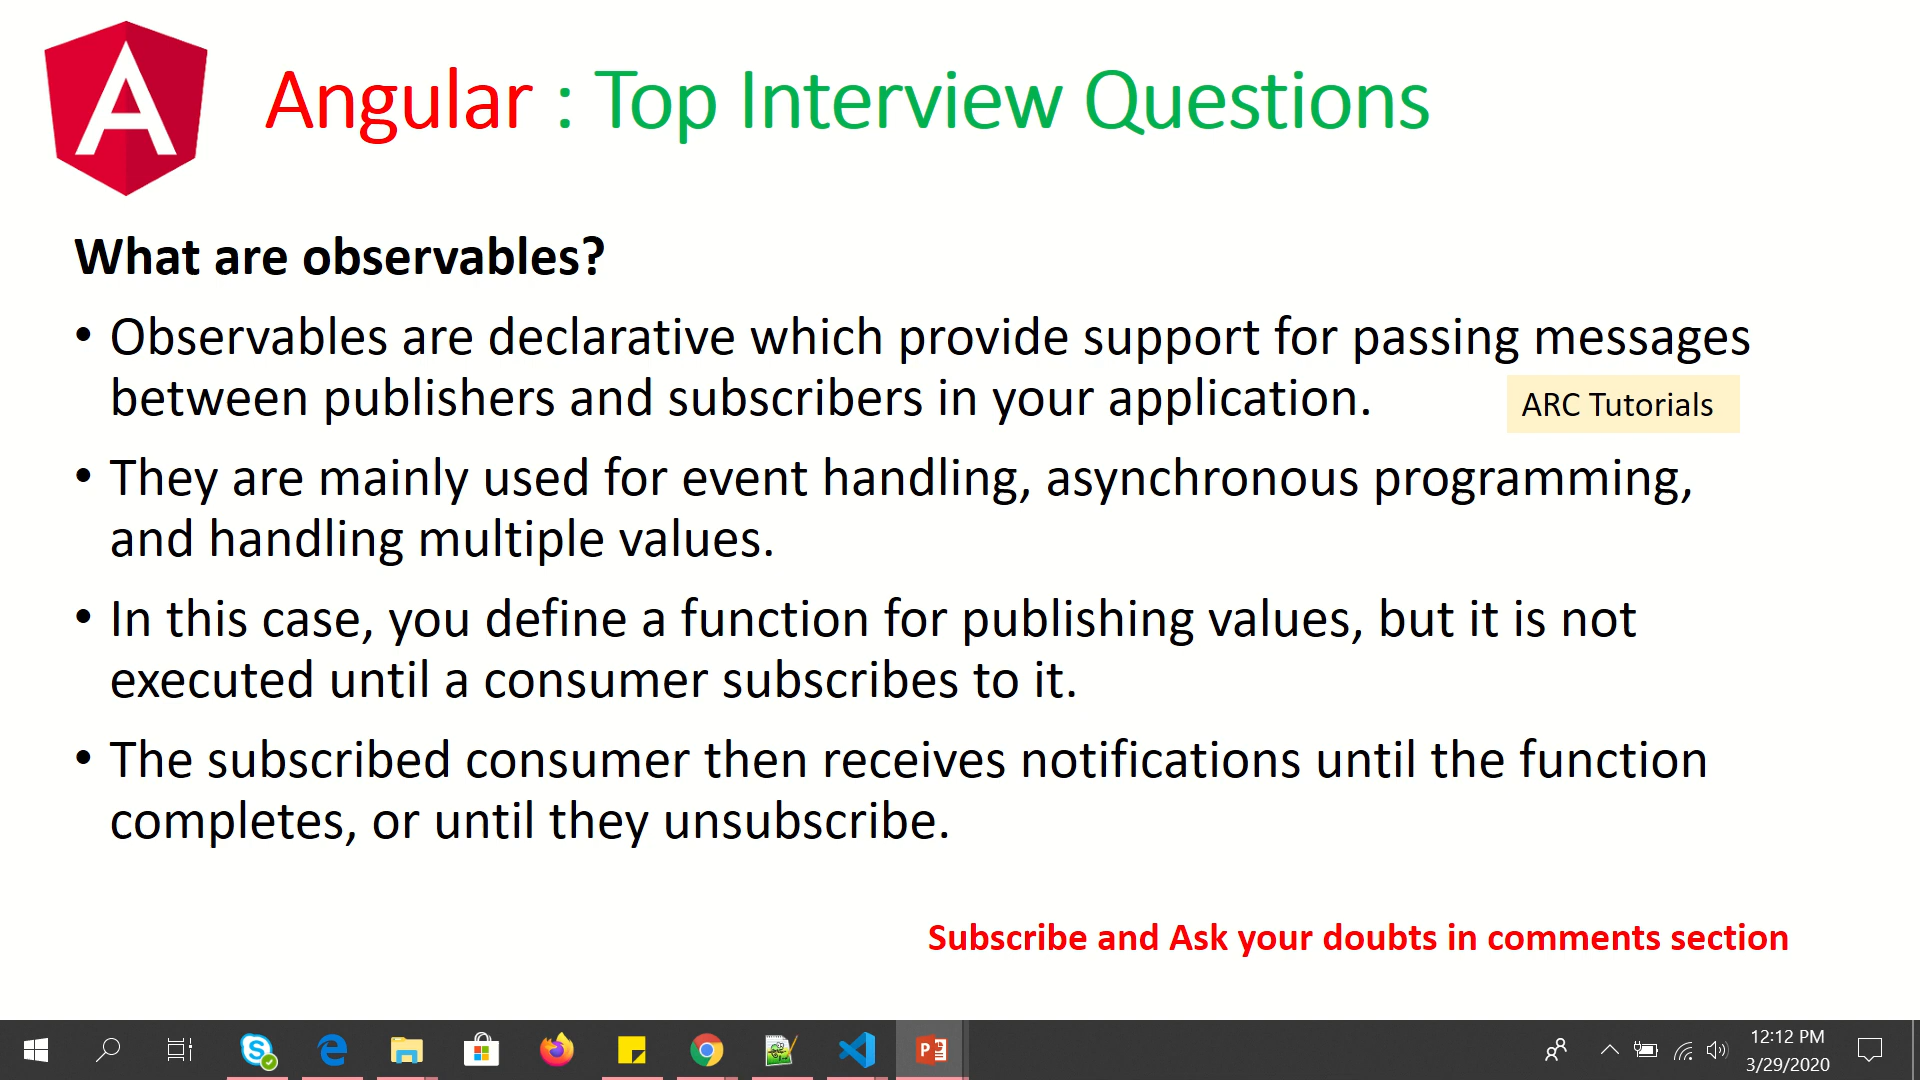 Angular : Top Interview Questions
What are observables?
• Observables are declarative which provide support for passing messages
between publishers and subscribers in your application.
ARC Tutorials
• They are mainly used for event handling, asynchronous programming,
and handling multiple values.
• In this case, you define a function for publishing values, but it is not
executed until a consumer subscribes to it.
• The subscribed consumer then receives notifications until the function
completes, or until they unsubscribe.
Subscribe and Ask your doubts in comments section
12:12 PM
3/29/2020